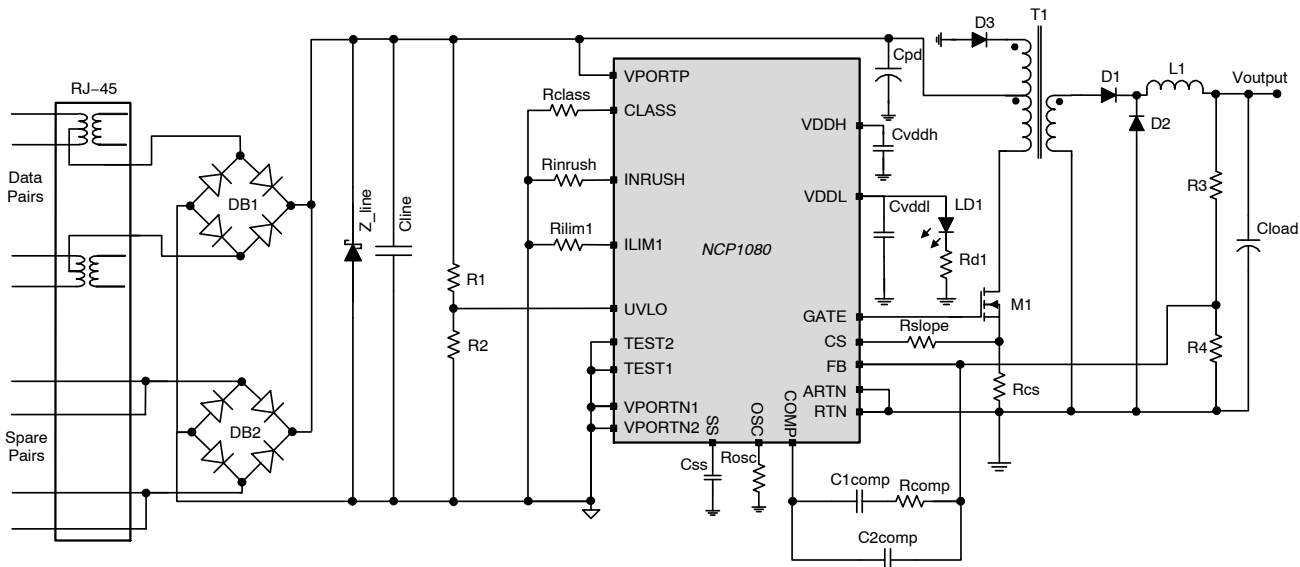 T1
D3
Cpd
RJ−45
D1
L1
Voutput
VPORTP
Rclass
CLASS
VDDH
Cvddh
D2
Data
Pairs
DB1
Rinrush
INRUSH
R3
VDDL
Cvddl
LD1
Z_line
Cline
Rilim1
ILIM1
NCP1080
Rd1
Cload
R1
M1
UVLO
GATE
Rslope
R2
TEST2
CS
R4
TEST1
FB
Rcs
ARTN
VPORTN1
RTN
VPORTN2
SS
OSC
COMP
Spare
Pairs
DB2
Css
Rosc
C1comp
Rcomp
C2comp